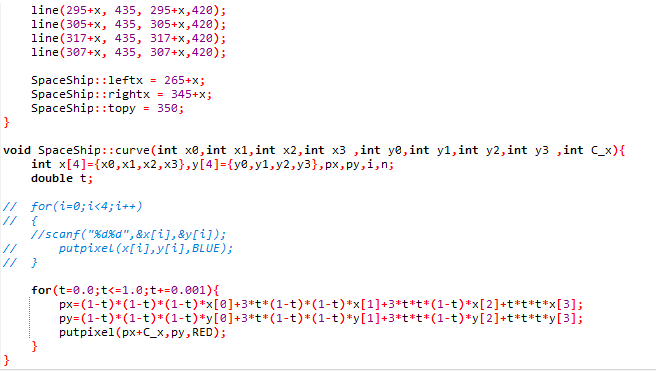 line(295+x, 435, 295+x,420);
line(305+x, 435, 305+x,420);
line(317+x, 435, 317+x,420);
line(307+x, 435, 307+x,420);
SpaceShip::leftx = 265+x;
SpaceShip::rightx = 345+x;
SpaceShip::topy = 350;
}
void SpaceShip::curve(int x0,int x1,int x2,int x3 ,int y0,int y1,int y2,int y3 ,int C_x){
int x[4]={x0,x1,x2,x3},y[4]={y0,y1,y2,y3},px,py,i,n;
double t;
// for(i=0;i<4;i++)
// {
//scanf("%d%d",&x[i],&y[i]);
// putpixel(x[i],y[i],BLUE);
// }
for(t=0.0;t<=1.0;t+=0.001){
px=(1-t)*(1-t)*(1-t)*x[0]+3*t*(1-t)*(1-t)*x[1]+3*t*t*(1-t)*x[2]+t*t*t*x[3];
py=(1-t)*(1-t)*(1-t)*y[0]+3*t*(1-t)*(1-t)*y[1]+3*t*t*(1-t)*y[2]+t*t*t*y[3];
putpixel(px+C_x,py,RED);
}
}